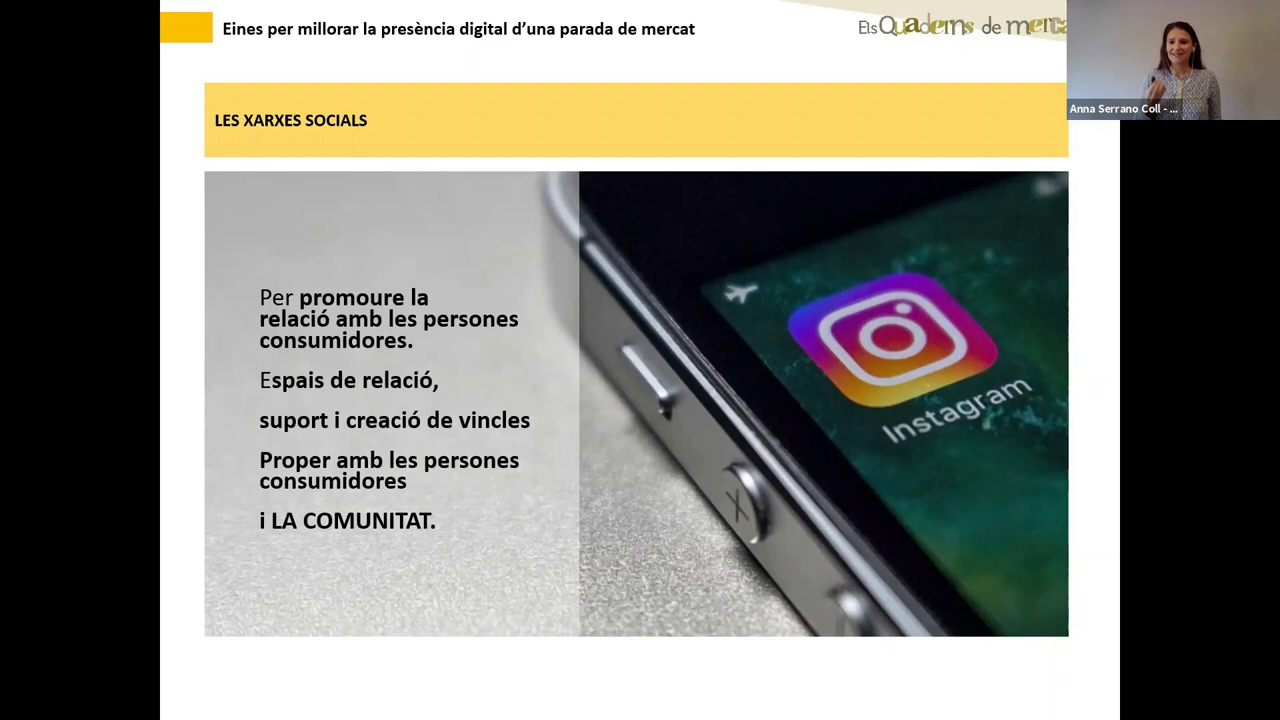 Eines per millorar la presència digital d’una parada de mercat
Els Quaderns de merca
Anna Serrano Coll - ...
LES XARXES SOCIALS
Per promoure la
relació amb les persones
consumidores.
Espais de relació,
suport i creació de vincles
Proper amb les persones
consumidores
i LA COMUNITAT.
Instagram